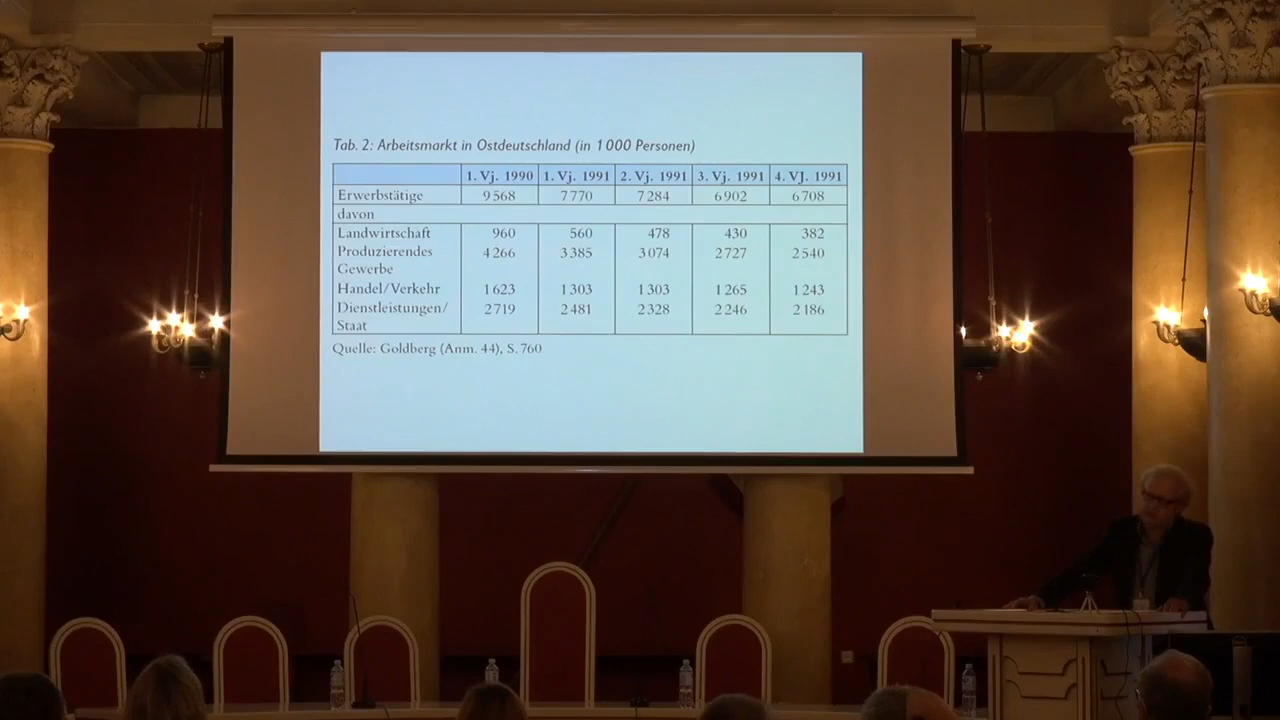 Tab. 2: Arbeitsmarkt in Ostdeutschland (in 1 000 Personen)
1. Vj. 1990 1. Vj. 1991 2. Vj. 1991 3. Vj. 1991 4. VJ. 1991
Erwerbstätige 9 568 7 770 7 284 6 902 6 708
davon
Landwirtschaft 960 560 478 430 382
Produzierendes 4 266 3 385 3 074 2 727 2 540
Gewerbe
Handel/Verkehr 1 623 1 303 1 303 1 265 1 243
Dienstleistungen/ 2 719 2 481 2 328 2 246 2 186
Staat
Quelle: Goldberg (Anm. 44), S. 760